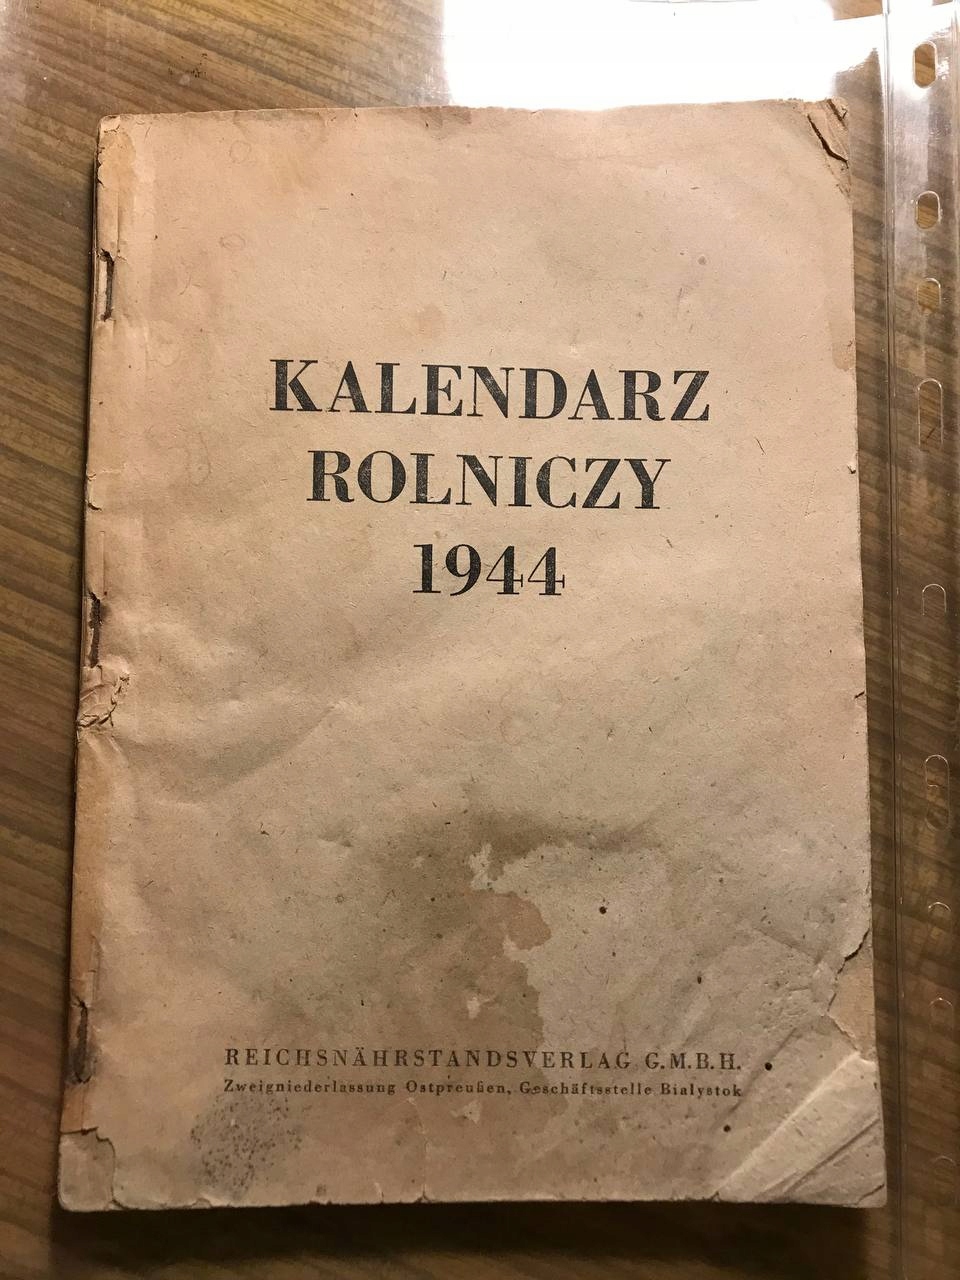 KALENDARZ
ROLNICZY
1944
REICHSNÄHRSTANDSVERLAG G.M.B.H.
Zweigniederlassung Ostpreußen, Geschäftsstelle Bialystok